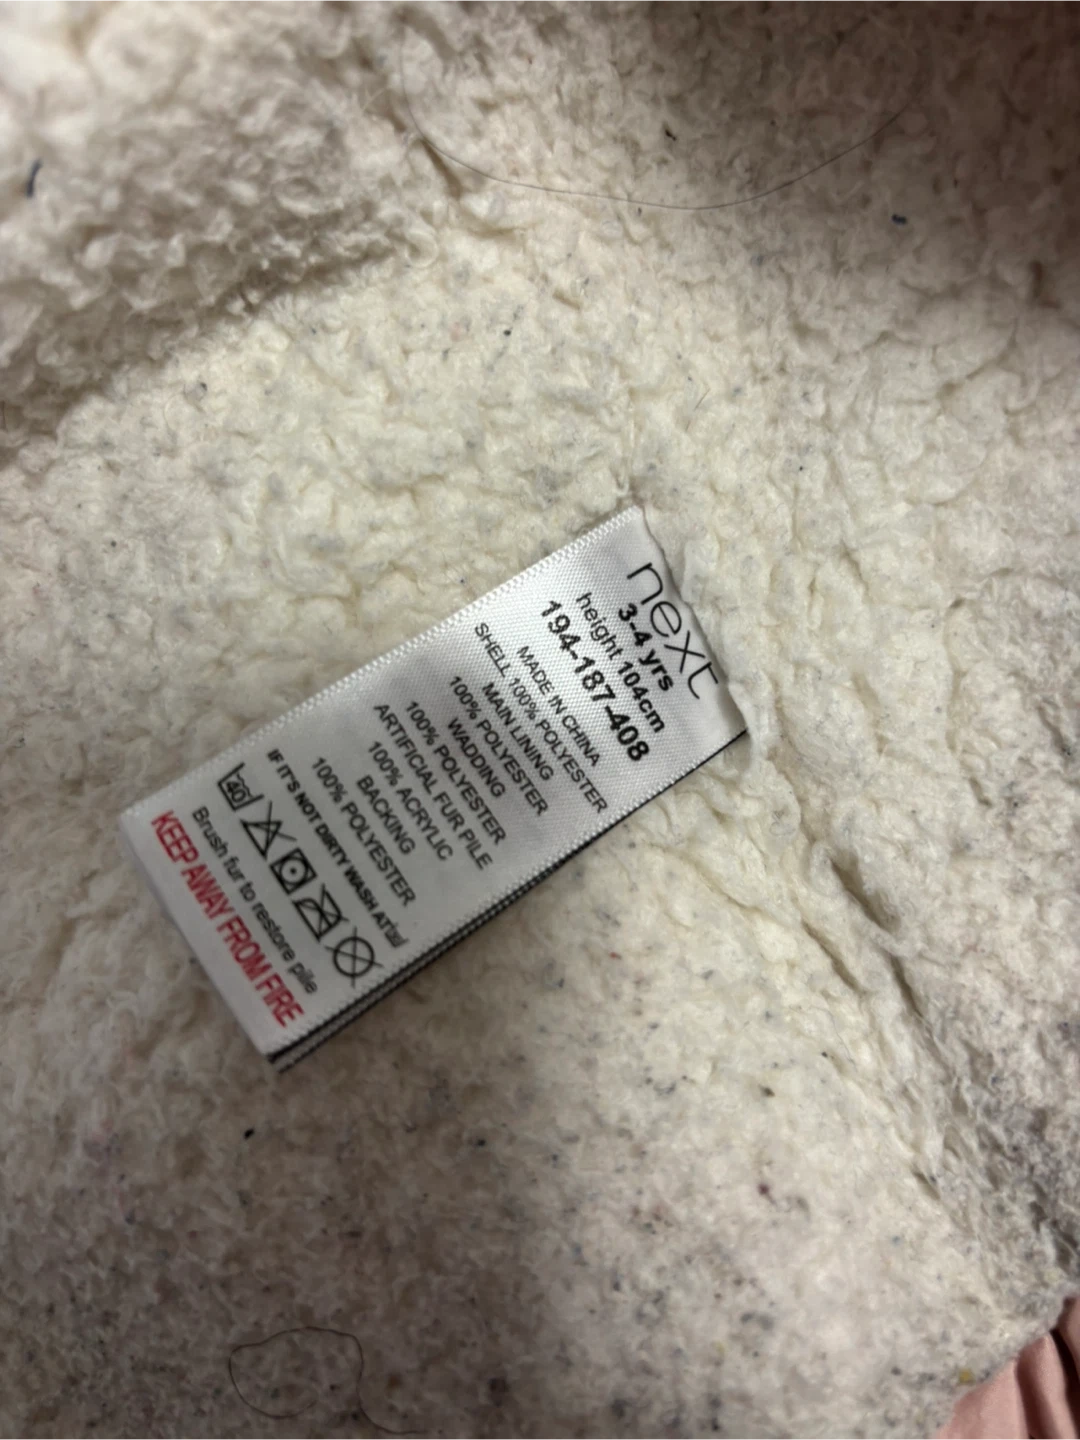 next
3-4 yrs
height 104cm
194-187-408
MADE IN CHINA
SHELL 100% POLYESTER
MAIN LINING
100% POLYESTER
WADDING
100% POLYESTER
ARTIFICIAL FUR PILE
100% ACRYLIC
BACKING
100% POLYESTER
IF IT'S NOT DIRTY WASH AT
40
Brush fur to restore pile
KEEP AWAY FROM FIRE